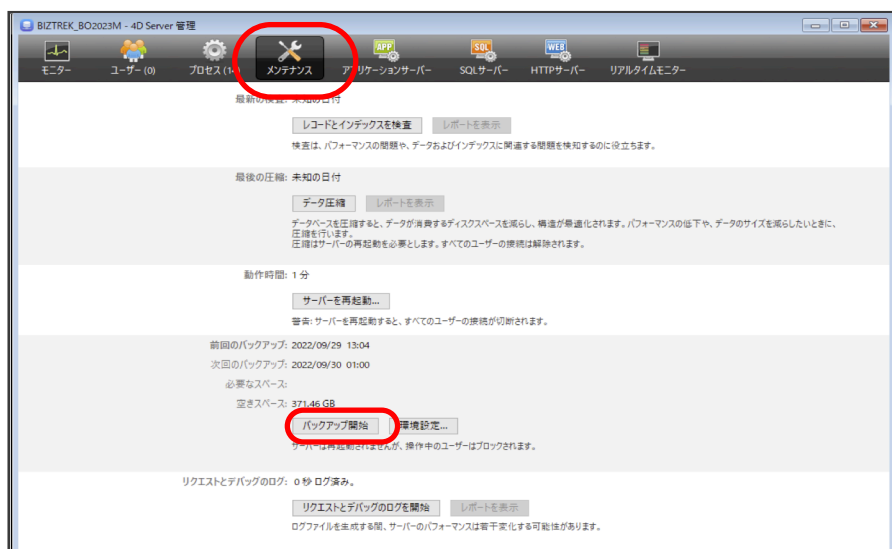 BIZTREK_BO2023M - 4D Server 管理
APP SQL WEB
モニター ユーザー (0) プロセス (1 メンテナンス アプリケーションサーバー SQLサーバー HTTPサーバー リアルタイムモニター
最新の検査: 未知の日付
レコードとインデックスを検査 レポートを表示
検査は、パフォーマンスの問題や、データおよびインデックスに関連する問題を検知するのに役立ちます。
最後の圧縮: 未知の日付
データ圧縮 レポートを表示
データベースを圧縮すると、データが消費するディスクスペースを減らし、構造が最適化されます。パフォーマンスの低下や、データのサイズを減らしたいときに、
圧縮を行います。
圧縮はサーバーの再起動を必要とします。すべてのユーザーの接続は解除されます。
動作時間: 1 分
サーバーを再起動...
警告: サーバーを再起動すると、すべてのユーザーの接続が切断されます。
前回のバックアップ: 2022/09/29 13:04
次回のバックアップ: 2022/09/30 01:00
必要なスペース:
空きスペース: 371.46 GB
バックアップ開始 環境設定...
サーバーは再起動されませんが、操作中のユーザーはブロックされます。
リクエストとデバッグのログ: 0 秒 ログ済み。
リクエストとデバッグのログを開始 レポートを表示
ログファイルを生成する間、サーバーのパフォーマンスは若干変化する可能性があります。